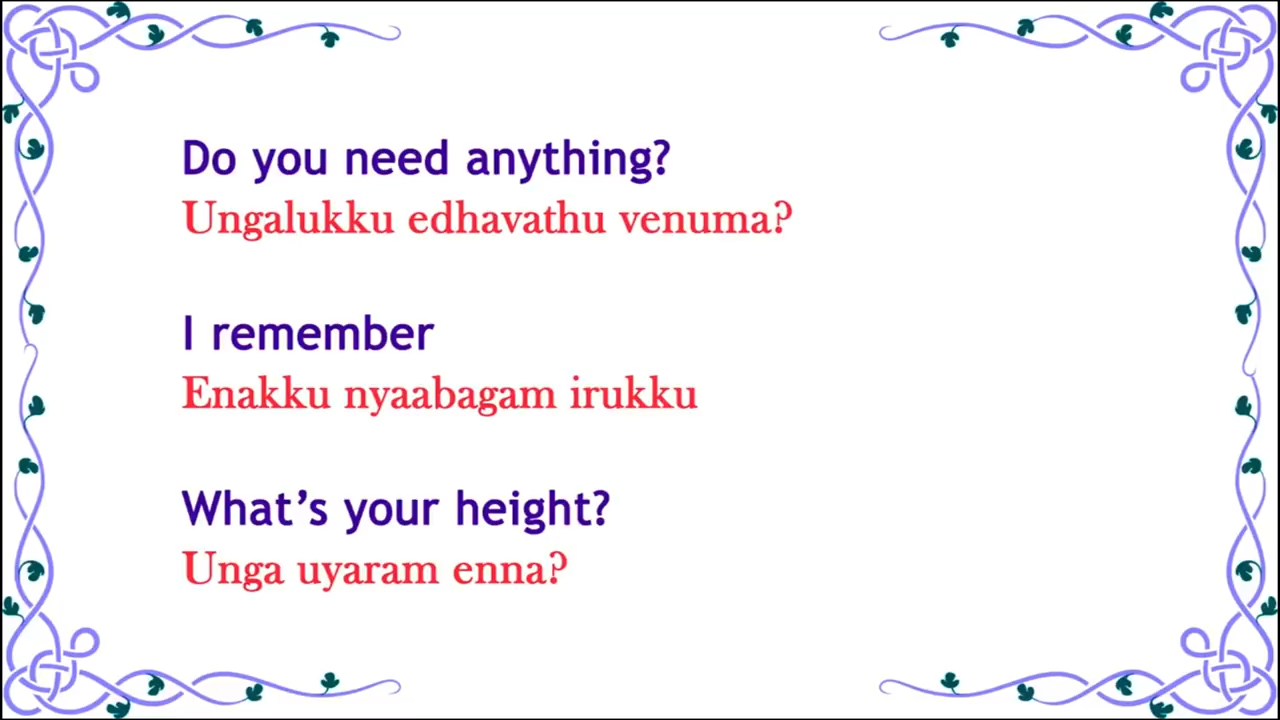 Do you need anything?
Ungalukku edhavathu venuma?
I remember
Enakku nyaabagam irukku
What’s your height?
Unga uyaram enna?